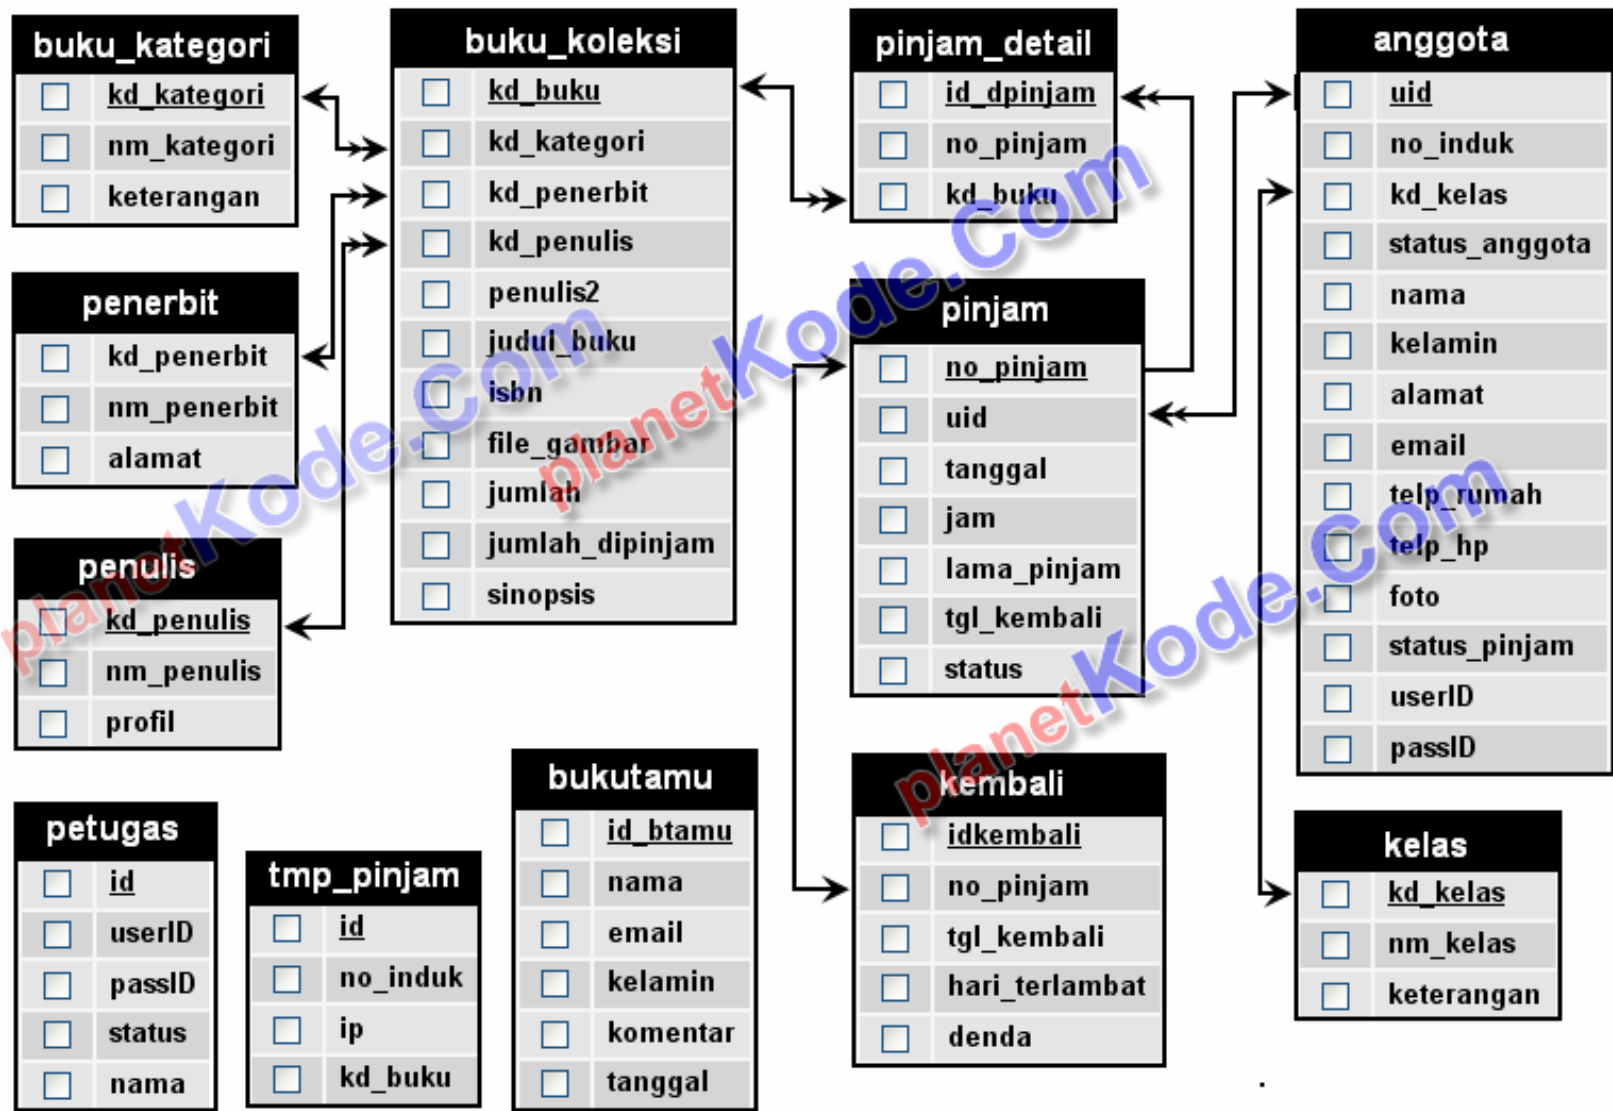 buku_kategori
kd_kategori
nm_kategori
keterangan
penerbit
kd_penerbit
nm_penerbit
alamat
penulis
kd_penulis
nm_penulis
profil
petugas
id
userID
passID
status
nama
tmp_pinjam
id
no_induk
ip
kd_buku
buku_koleksi
kd_buku
kd_kategori
kd_penerbit
kd_penulis
penulis2
judul_buku
isbn
file_gambar
jumlah
jumlah_dipinjam
sinopsis
bukutamu
id_btamu
nama
email
kelamin
komentar
tanggal
pinjam_detail
id_dpinjam
no_pinjam
kd_buku
pinjam
no_pinjam
uid
tanggal
jam
lama_pinjam
tgl_kembali
status
kembali
idkembali
no_pinjam
tgl_kembali
hari_terlambat
denda
anggota
uid
no_induk
kd_kelas
status_anggota
nama
kelamin
alamat
email
telp_rumah
telp_hp
foto
status_pinjam
userID
passID
kelas
kd_kelas
nm_kelas
keterangan
planetKode.Com
planetKode.Com
planetKode.Com